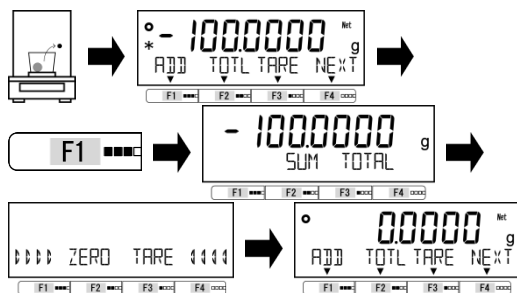 * - 100.0000 Net g
ADD TOTL TARE NEXT
F1 F2 F3 F4
F1
- 100.0000 g
SUM TOTAL
F1 F2 F3 F4
ZERO TARE
F1 F2 F3 F4
0.0000 Net g
ADD TOTL TARE NEXT
F1 F2 F3 F4